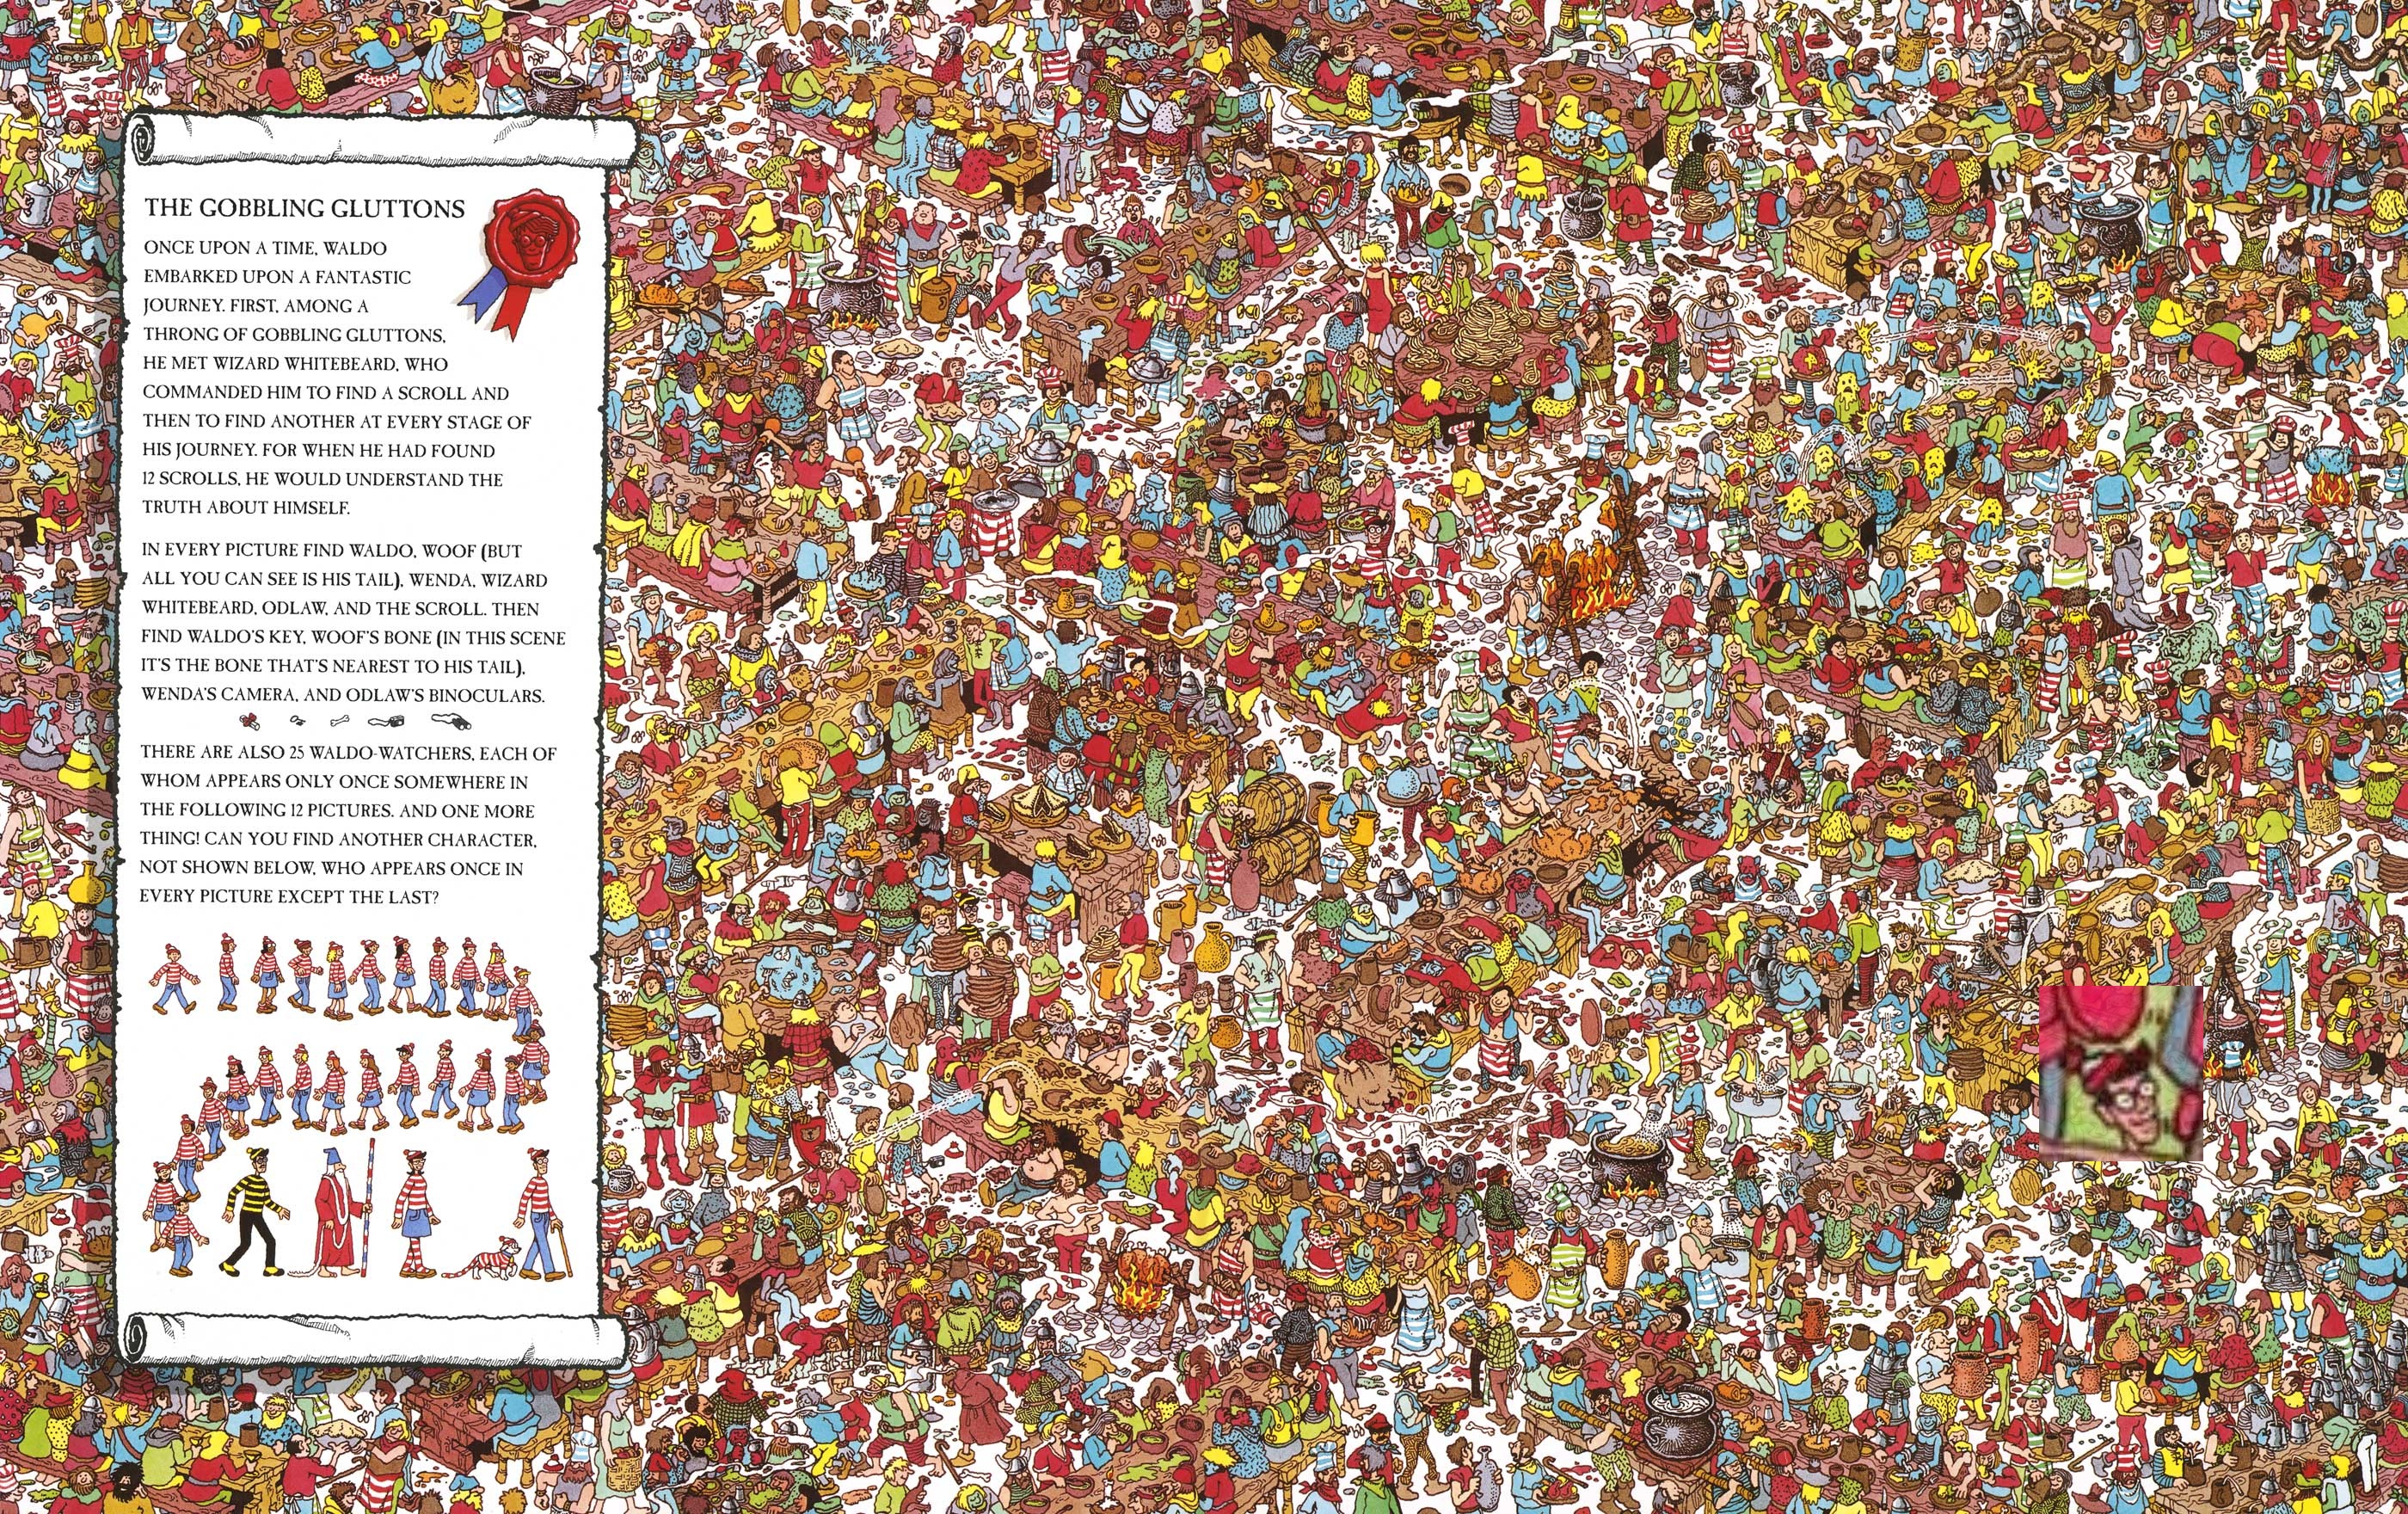 THE GOBBLING GLUTTONS
ONCE UPON A TIME, WALDO
EMBARKED UPON A FANTASTIC
JOURNEY. FIRST, AMONG A
THRONG OF GOBBLING GLUTTONS,
HE MET WIZARD WHITEBEARD, WHO
COMMANDED HIM TO FIND A SCROLL AND
THEN TO FIND ANOTHER AT EVERY STAGE OF
HIS JOURNEY. FOR WHEN HE HAD FOUND
12 SCROLLS, HE WOULD UNDERSTAND THE
TRUTH ABOUT HIMSELF.
IN EVERY PICTURE FIND WALDO, WOOF (BUT
ALL YOU CAN SEE IS HIS TAIL), WENDA, WIZARD
WHITEBEARD, ODLAW, AND THE SCROLL. THEN
FIND WALDO'S KEY, WOOF'S BONE (IN THIS SCENE
IT'S THE BONE THAT'S NEAREST TO HIS TAIL),
WENDA'S CAMERA, AND ODLAW'S BINOCULARS.
THERE ARE ALSO 25 WALDO-WATCHERS, EACH OF
WHOM APPEARS ONLY ONCE SOMEWHERE IN
THE FOLLOWING 12 PICTURES. AND ONE MORE
THING! CAN YOU FIND ANOTHER CHARACTER,
NOT SHOWN BELOW, WHO APPEARS ONCE IN
EVERY PICTURE EXCEPT THE LAST?